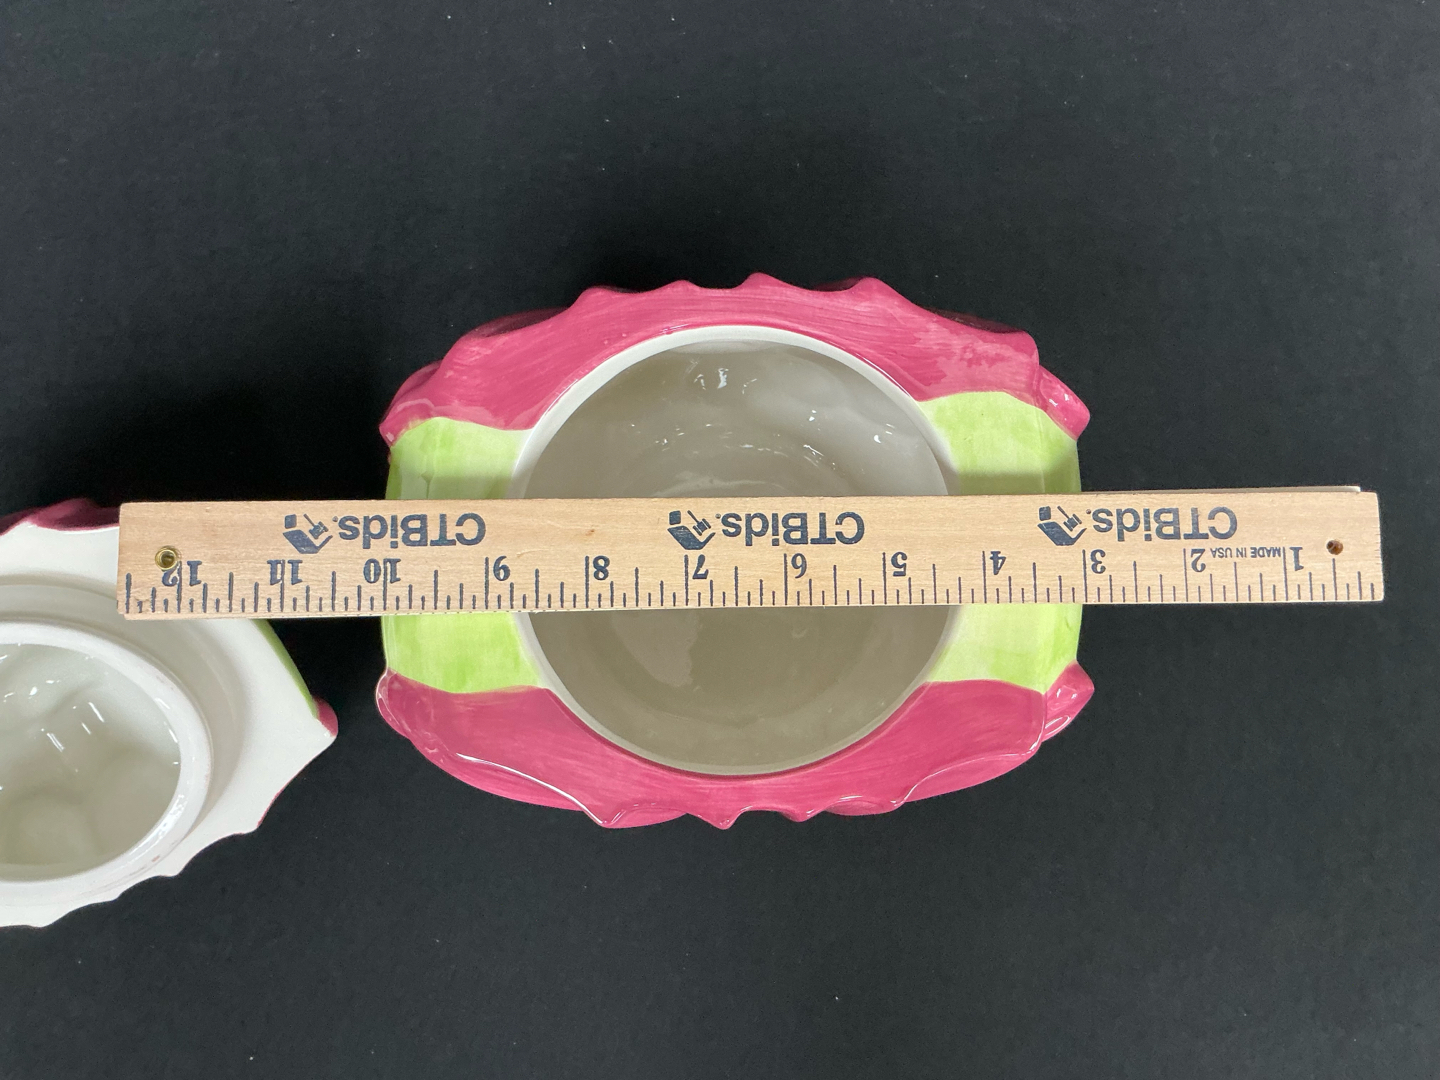 CTBids. CTBids. CTBids.
MADE IN USA
1 2 3 4 5 6 7 8 9 10 11 12